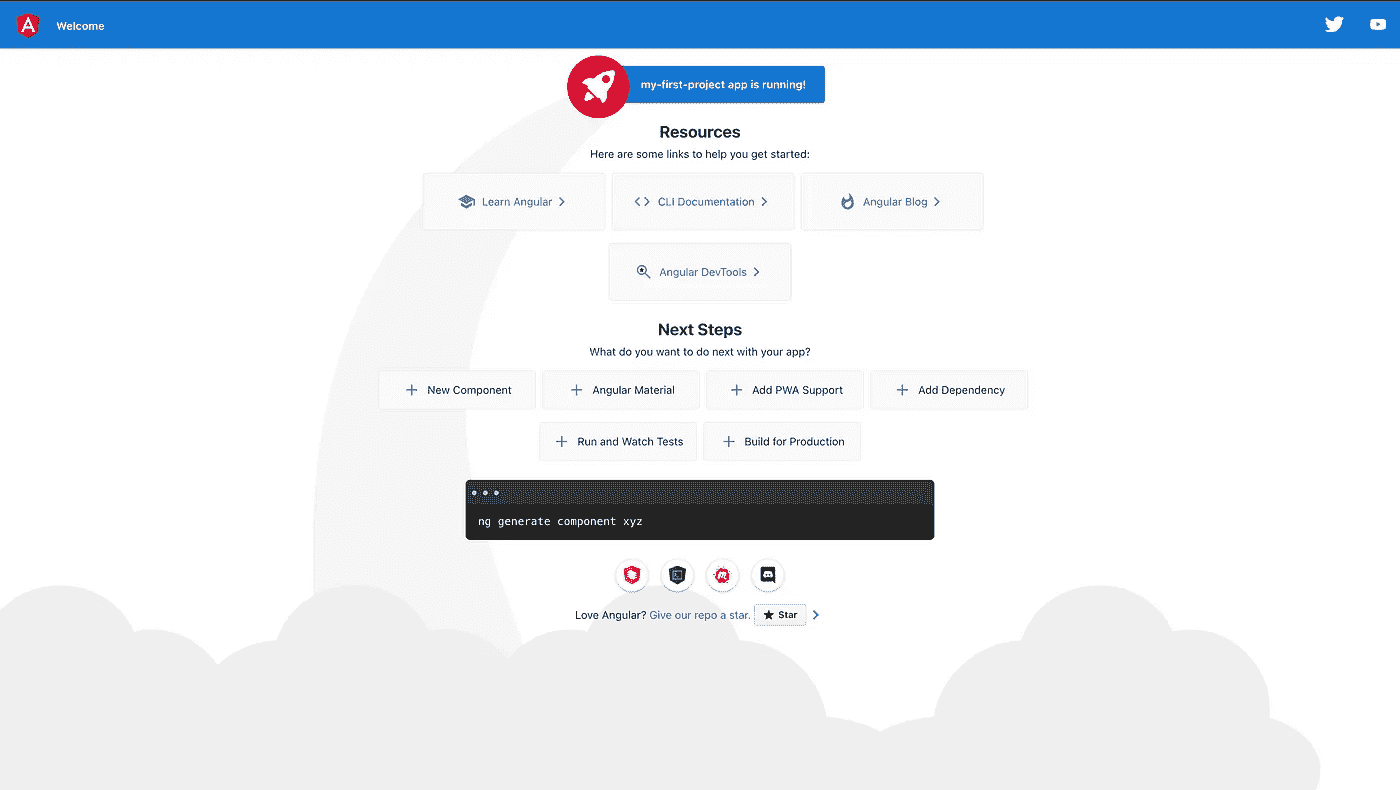 Welcome
my-first-project app is running!
Resources
Here are some links to help you get started:
Learn Angular
CLI Documentation
Angular Blog
Angular DevTools
Next Steps
What do you want to do next with your app?
New Component
Angular Material
Add PWA Support
Add Dependency
Run and Watch Tests
Build for Production
ng generate component xyz
Love Angular? Give our repo a star. Star